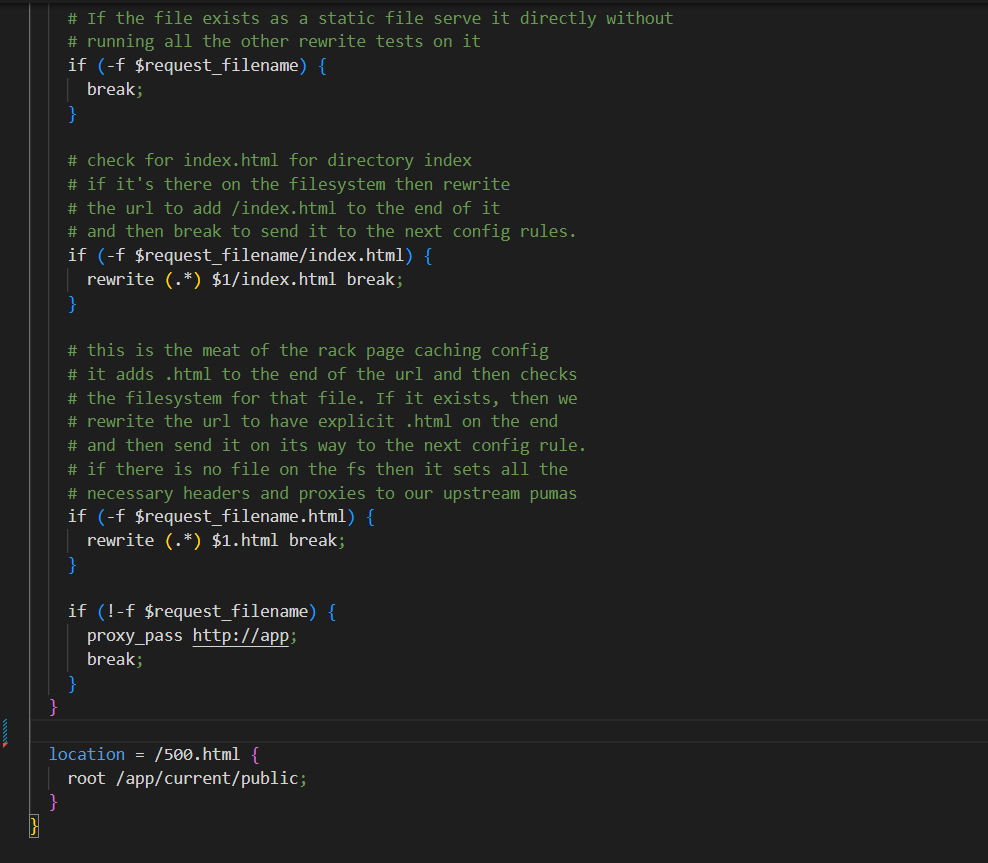 # If the file exists as a static file serve it directly without
# running all the other rewrite tests on it
if (-f $request_filename) {
break;
}
# check for index.html for directory index
# if it's there on the filesystem then rewrite
# the url to add /index.html to the end of it
# and then break to send it to the next config rules.
if (-f $request_filename/index.html) {
rewrite (.*) $1/index.html break;
}
# this is the meat of the rack page caching config
# it adds .html to the end of the url and then checks
# the filesystem for that file. If it exists, then we
# rewrite the url to have explicit .html on the end
# and then send it on its way to the next config rule.
# if there is no file on the fs then it sets all the
# necessary headers and proxies to our upstream pumas
if (-f $request_filename.html) {
rewrite (.*) $1.html break;
}
if (!-f $request_filename) {
proxy_pass http://app;
break;
}
}
location = /500.html {
root /app/current/public;
}
}